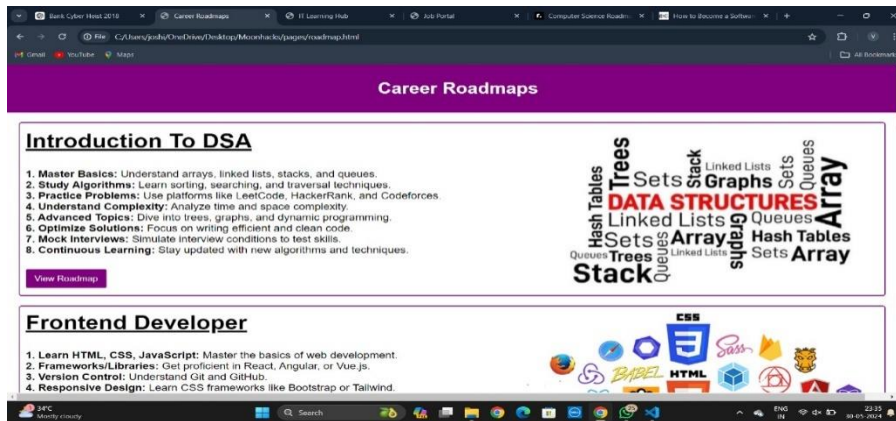 Bank Cyber Heist 2018
Career Roadmaps
IT Learning Hub
Job Portal
Computer Science Roadm
How to Become a Softwar
File
C:/Users/joshi/OneDrive/Desktop/Moonhacks/pages/roadmap.html
Gmail
YouTube
Maps
All Bookmark
Career Roadmaps
Introduction To DSA
1. Master Basics: Understand arrays, linked lists, stacks, and queues.
2. Study Algorithms: Learn sorting, searching, and traversal techniques.
3. Practice Problems: Use platforms like LeetCode, HackerRank, and Codeforces.
4. Understand Complexity: Analyze time and space complexity.
5. Advanced Topics: Dive into trees, graphs, and dynamic programming.
6. Optimize Solutions: Focus on writing efficient and clean code.
7. Mock Interviews: Simulate interview conditions to test skills.
8. Continuous Learning: Stay updated with new algorithms and techniques.
View Roadmap
Hash Tables
Trees
Stack
Linked Lists
Sets
Queues
Array
Sets
Graphs
DATA STRUCTURES
Linked Lists
Graphs
Queues
Sets
Array
Hash Tables
Queues
Trees
Queues
Linked Lists
Sets
Array
Stack
Frontend Developer
1. Learn HTML, CSS, JavaScript: Master the basics of web development.
2. Frameworks/Libraries: Get proficient in React, Angular, or Vue.js.
3. Version Control: Understand Git and GitHub.
4. Responsive Design: Learn CSS frameworks like Bootstrap or Tailwind.
CSS
Sass
BABEL
HTML
34°C
Mostly cloudy
Search
ENG
IN
23:35